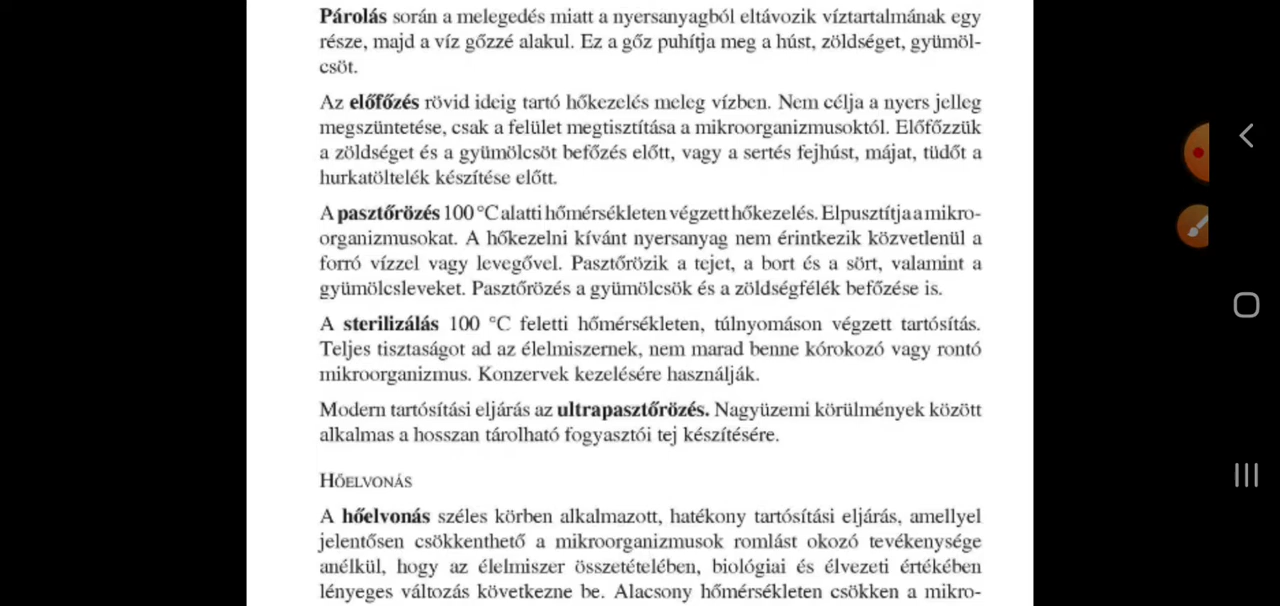 Párolás során a melegedés miatt a nyersanyagból eltávozik víztartalmának egy
része, majd a víz gőzzé alakul. Ez a gőz puhítja meg a húst, zöldséget, gyümöl-
csöt.
Az előfőzés rövid ideig tartó hőkezelés meleg vízben. Nem célja a nyers jelleg
megszüntetése, csak a felület megtisztítása a mikroorganizmusoktól. Előfőzzük
a zöldséget és a gyümölcsöt befőzés előtt, vagy a sertés fejhúst, májat, tüdőt a
hurkatöltelék készítése előtt.
A pasztőrözés 100 °C alatti hőmérsékleten végzett hőkezelés. Elpusztítja a mikro-
organizmusokat. A hőkezelni kívánt nyersanyag nem érintkezik közvetlenül a
forró vízzel vagy levegővel. Pasztőrözik a tejet, a bort és a sört, valamint a
gyümölcsleveket. Pasztőrözés a gyümölcsök és a zöldségfélék befőzése is.
A sterilizálás 100 °C feletti hőmérsékleten, túlnyomáson végzett tartósítás.
Teljes tisztaságot ad az élelmiszernek, nem marad benne kórokozó vagy rontó
mikroorganizmus. Konzervek kezelésére használják.
Modern tartósítási eljárás az ultrapasztőrözés. Nagyüzemi körülmények között
alkalmas a hosszan tárolható fogyasztói tej készítésére.
HŐELVONÁS
A hőelvonás széles körben alkalmazott, hatékony tartósítási eljárás, amellyel
jelentősen csökkenthető a mikroorganizmusok romlást okozó tevékenysége
anélkül, hogy az élelmiszer összetételében, biológiai és élvezeti értékében
lényeges változás következne be. Alacsony hőmérsékleten csökken a mikro-